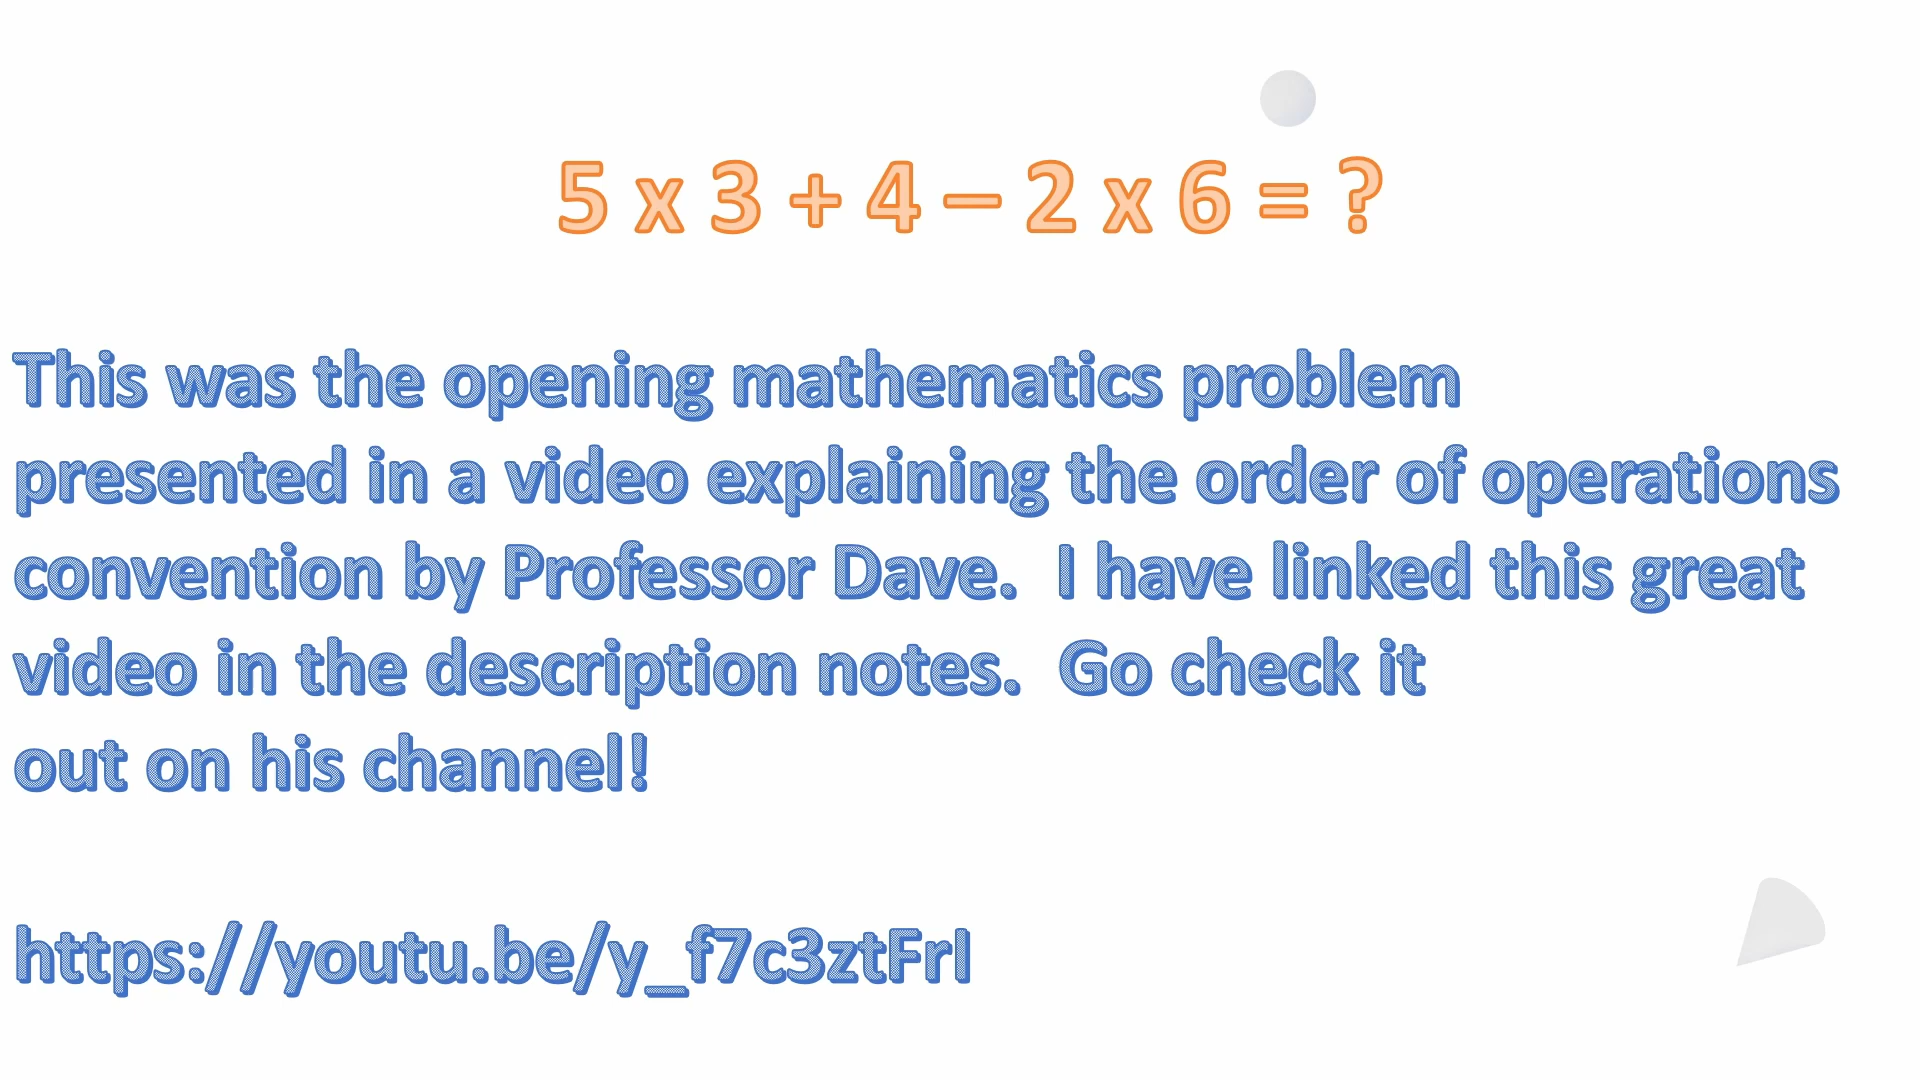 5 x 3 + 4 – 2 x 6 = ?
This was the opening mathematics problem
presented in a video explaining the order of operations
convention by Professor Dave.  I have linked this great
video in the description notes.  Go check it
out on his channel!
https://youtu.be/y_f7c3ztFrI